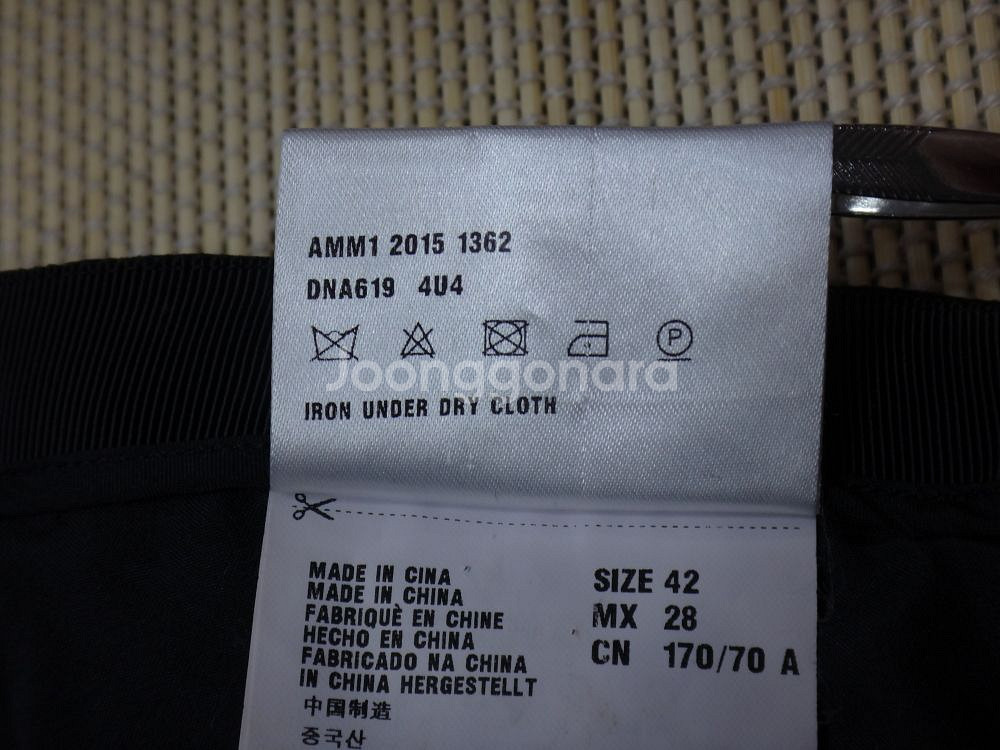 AMM1 2015 1362
DNA619 4U4
P
Joonggonara
IRON UNDER DRY CLOTH
MADE IN CINA
MADE IN CHINA
FABRIQUÈ EN CHINE
HECHO EN CHINA
FABRICADO NA CHINA
IN CHINA HERGESTELLT
中国制造
중국산
SIZE 42
MX 28
CN 170/70 A